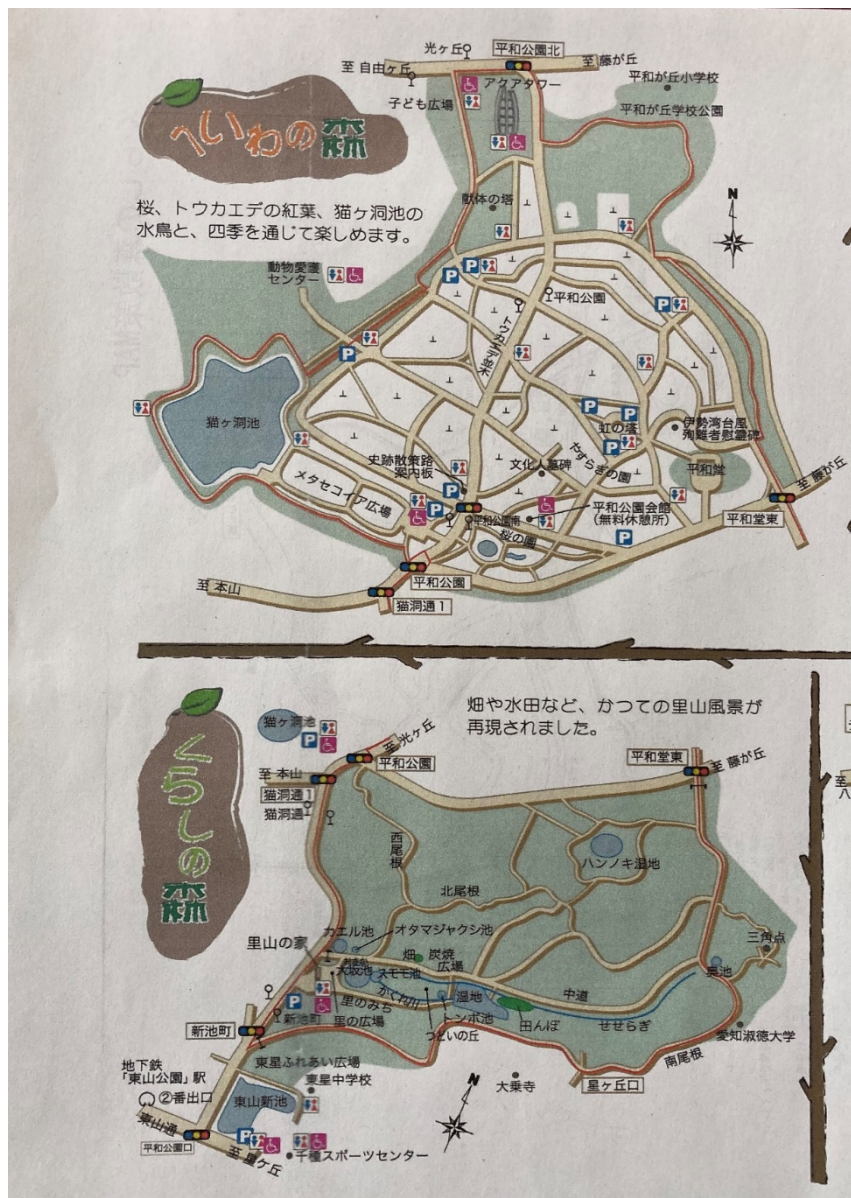 へいわの森
桜、トウカエデの紅葉、猫ヶ洞池の
水鳥と、四季を通じて楽しめます。
光ヶ丘
平和公園北
至 自由ヶ丘
至 藤が丘
アクアタワー
子ども広場
平和が丘小学校
平和が丘学校公園
献体の塔
N
動物愛護
センター
P
P
平和公園
P
トウカエデ並木
P
猫ヶ洞池
P
P
虹の塔
P
伊勢湾台風
殉難者慰霊碑
史跡散策路
案内板
文化人墓碑
やすらぎの園
平和堂
メタセコイア広場
P
P
平和公園南
平和公園会館
(無料休憩所)
至 藤が丘
平和堂東
桜の園
P
平和公園
至 本山
猫洞通1
くらしの森
畑や水田など、かつての里山風景が
再現されました。
猫ヶ洞池
P
至 光ヶ丘
平和公園
平和堂東
至 藤が丘
至 本山
猫洞通1
猫洞通
西尾根
ハンノキ湿地
北尾根
カエル池
オタマジャクシ池
里山の家
畑
炭焼
広場
三角点
大坂池
スモモ池
中道
奥池
かくれ川
湿地
P
里のみち
新池町
里の広場
トンボ池
田んぼ
せせらぎ
つどいの丘
新池町
愛知淑徳大学
南尾根
東星ふれあい広場
地下鉄
「東山公園」駅
②番出口
東星中学校
大乗寺
星ヶ丘口
N
東山新池
東山通
平和公園口
P
至 星ヶ丘
千種スポーツセンター
至
八